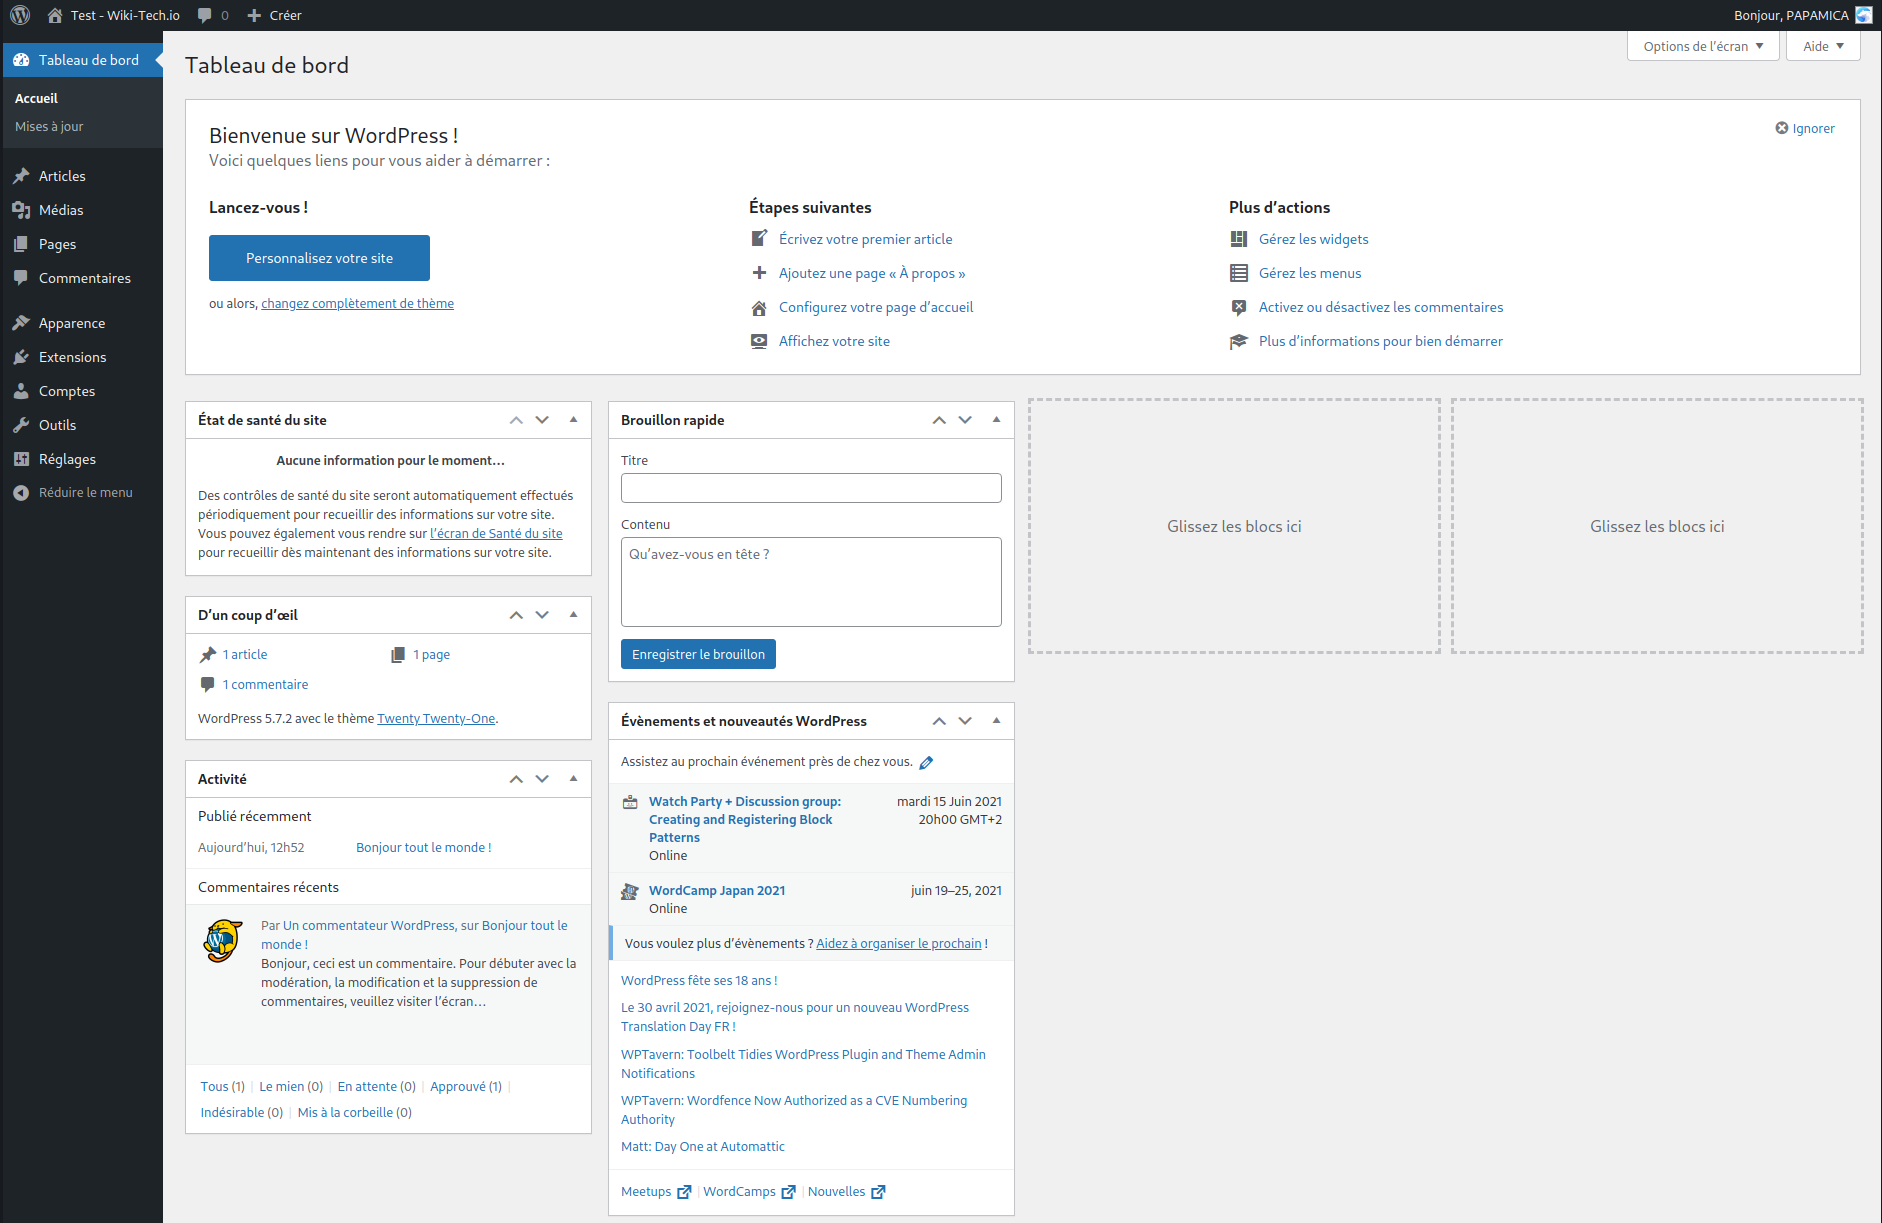 Test - Wiki-Tech.io
0
Créer
Bonjour, PAPAMICA
Tableau de bord
Accueil
Mises à jour
Articles
Médias
Pages
Commentaires
Apparence
Extensions
Comptes
Outils
Réglages
Réduire le menu
Options de l’écran
Aide
Tableau de bord
Bienvenue sur WordPress !
Voici quelques liens pour vous aider à démarrer :
Ignorer
Lancez-vous !
Personnalisez votre site
ou alors, changez complètement de thème
Étapes suivantes
Écrivez votre premier article
Ajoutez une page « À propos »
Configurez votre page d’accueil
Affichez votre site
Plus d’actions
Gérez les widgets
Gérez les menus
Activez ou désactivez les commentaires
Plus d’informations pour bien démarrer
État de santé du site
Aucune information pour le moment…
Des contrôles de santé du site seront automatiquement effectués
périodiquement pour recueillir des informations sur votre site.
Vous pouvez également vous rendre sur l’écran de Santé du site
pour recueillir dès maintenant des informations sur votre site.
D’un coup d’œil
1 article
1 page
1 commentaire
WordPress 5.7.2 avec le thème Twenty Twenty-One.
Activité
Publié récemment
Aujourd’hui, 12h52
Bonjour tout le monde !
Commentaires récents
Par Un commentateur WordPress, sur Bonjour tout le
monde !
Bonjour, ceci est un commentaire. Pour débuter avec la
modération, la modification et la suppression de
commentaires, veuillez visiter l’écran…
Tous (1) | Le mien (0) | En attente (0) | Approuvé (1) |
Indésirable (0) | Mis à la corbeille (0)
Brouillon rapide
Titre
Contenu
Qu’avez-vous en tête ?
Enregistrer le brouillon
Évènements et nouveautés WordPress
Assistez au prochain événement près de chez vous.
Watch Party + Discussion group:
Creating and Registering Block
Patterns
Online
mardi 15 Juin 2021
20h00 GMT+2
WordCamp Japan 2021
Online
juin 19–25, 2021
Vous voulez plus d’évènements ? Aidez à organiser le prochain !
WordPress fête ses 18 ans !
Le 30 avril 2021, rejoignez-nous pour un nouveau WordPress
Translation Day FR !
WPTavern: Toolbelt Tidies WordPress Plugin and Theme Admin
Notifications
WPTavern: Wordfence Now Authorized as a CVE Numbering
Authority
Matt: Day One at Automattic
Meetups | WordCamps | Nouvelles
Glissez les blocs ici
Glissez les blocs ici